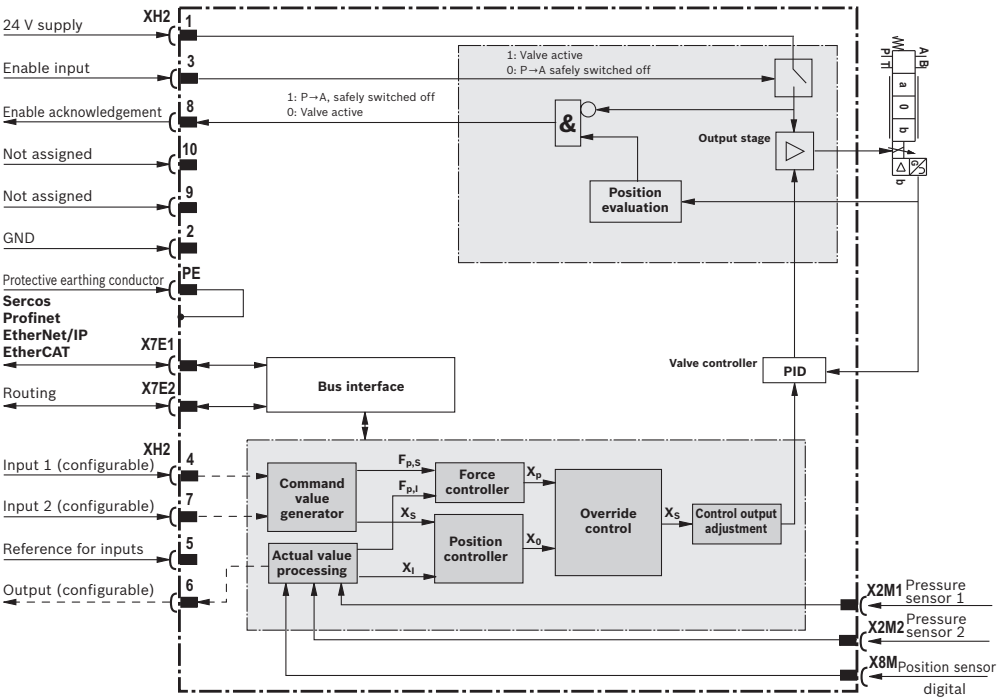 XH2
24 V supply
1
Enable input
3
1: Valve active
0: P→A safely switched off
Enable acknowledgement
8
1: P→A, safely switched off
0: Valve active
&
Output stage
Position
evaluation
Not assigned
10
Not assigned
9
GND
2
Protective earthing conductor
PE
Sercos
Profinet
EtherNet/IP
EtherCAT
X7E1
Routing
X7E2
Bus interface
Valve controller
PID
A
B
P
T
a
0
b
G
b
XH2
Input 1 (configurable)
4
Input 2 (configurable)
7
Reference for inputs
5
Output (configurable)
6
Command
value
generator
Actual value
processing
Fp,S
Fp,I
XS
XI
Force
controller
Position
controller
Xp
X0
Override
control
XS
Control output
adjustment
X2M1
Pressure
sensor 1
X2M2
Pressure
sensor 2
X8M
Position sensor
digital